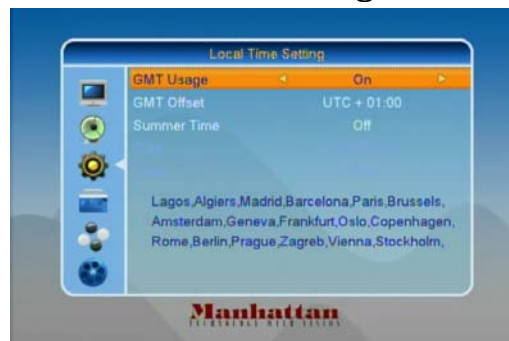 Local Time Setting
GMT Usage On
GMT Offset UTC + 01:00
Summer Time Off
Lagos,Algiers,Madrid,Barcelona,Paris,Brussels,
Amsterdam,Geneva,Frankfurt,Oslo,Copenhagen,
Rome,Berlin,Prague,Zagreb,Vienna,Stockholm,
Manhattan